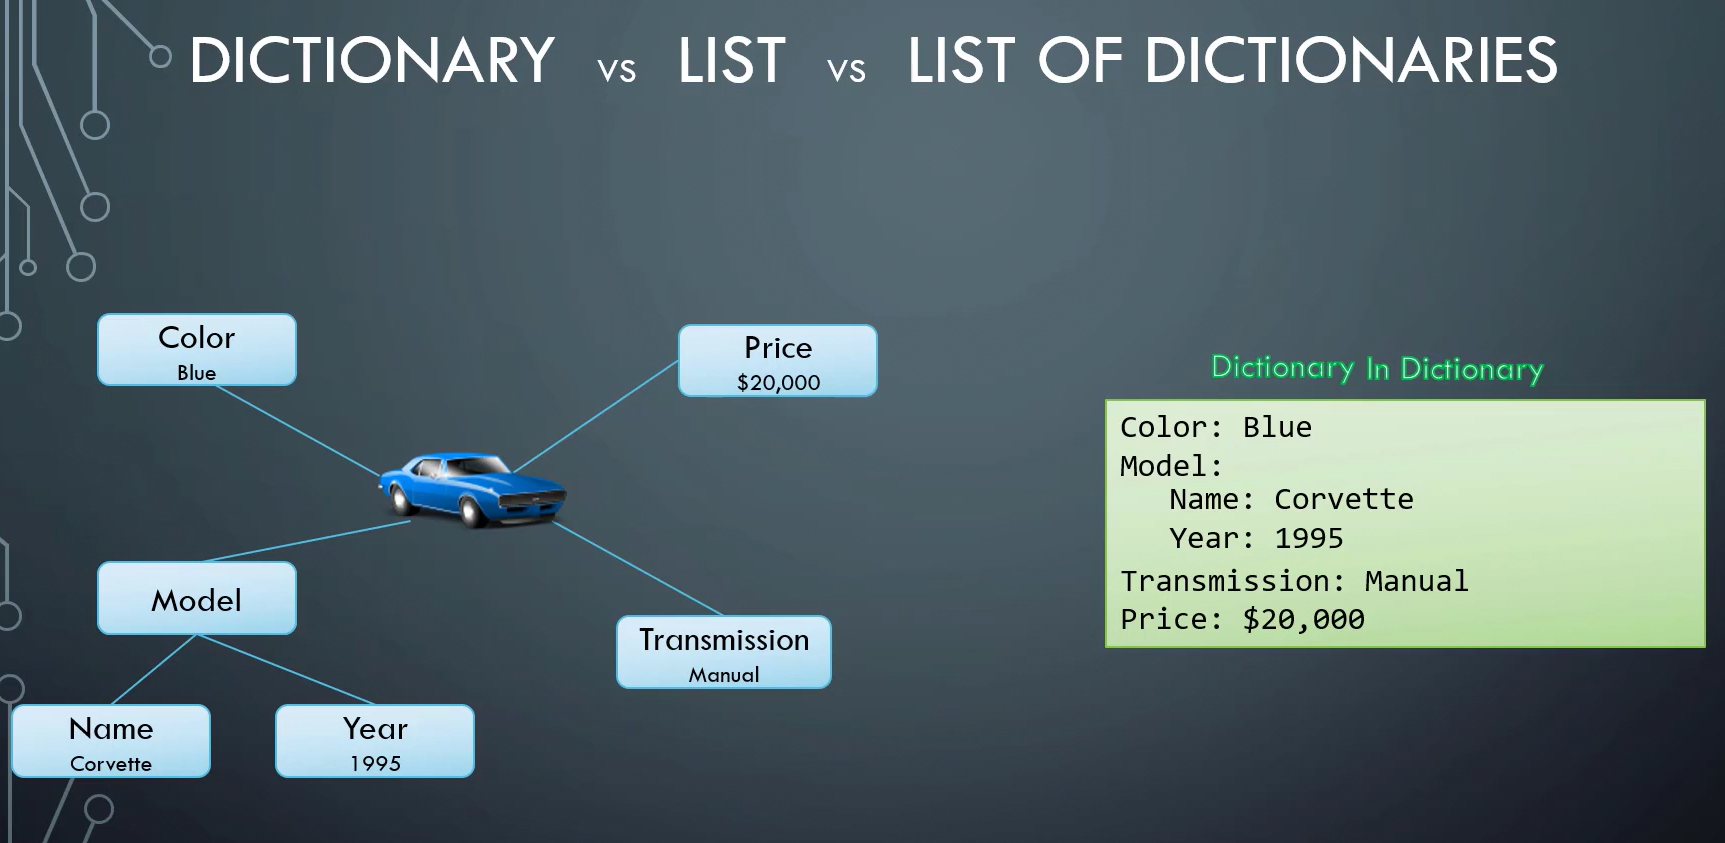 DICTIONARY vs LIST vs LIST OF DICTIONARIES
Color
Blue
Price
$20,000
Model
Transmission
Manual
Name
Corvette
Year
1995
Dictionary In Dictionary
Color: Blue
Model:
Name: Corvette
Year: 1995
Transmission: Manual
Price: $20,000